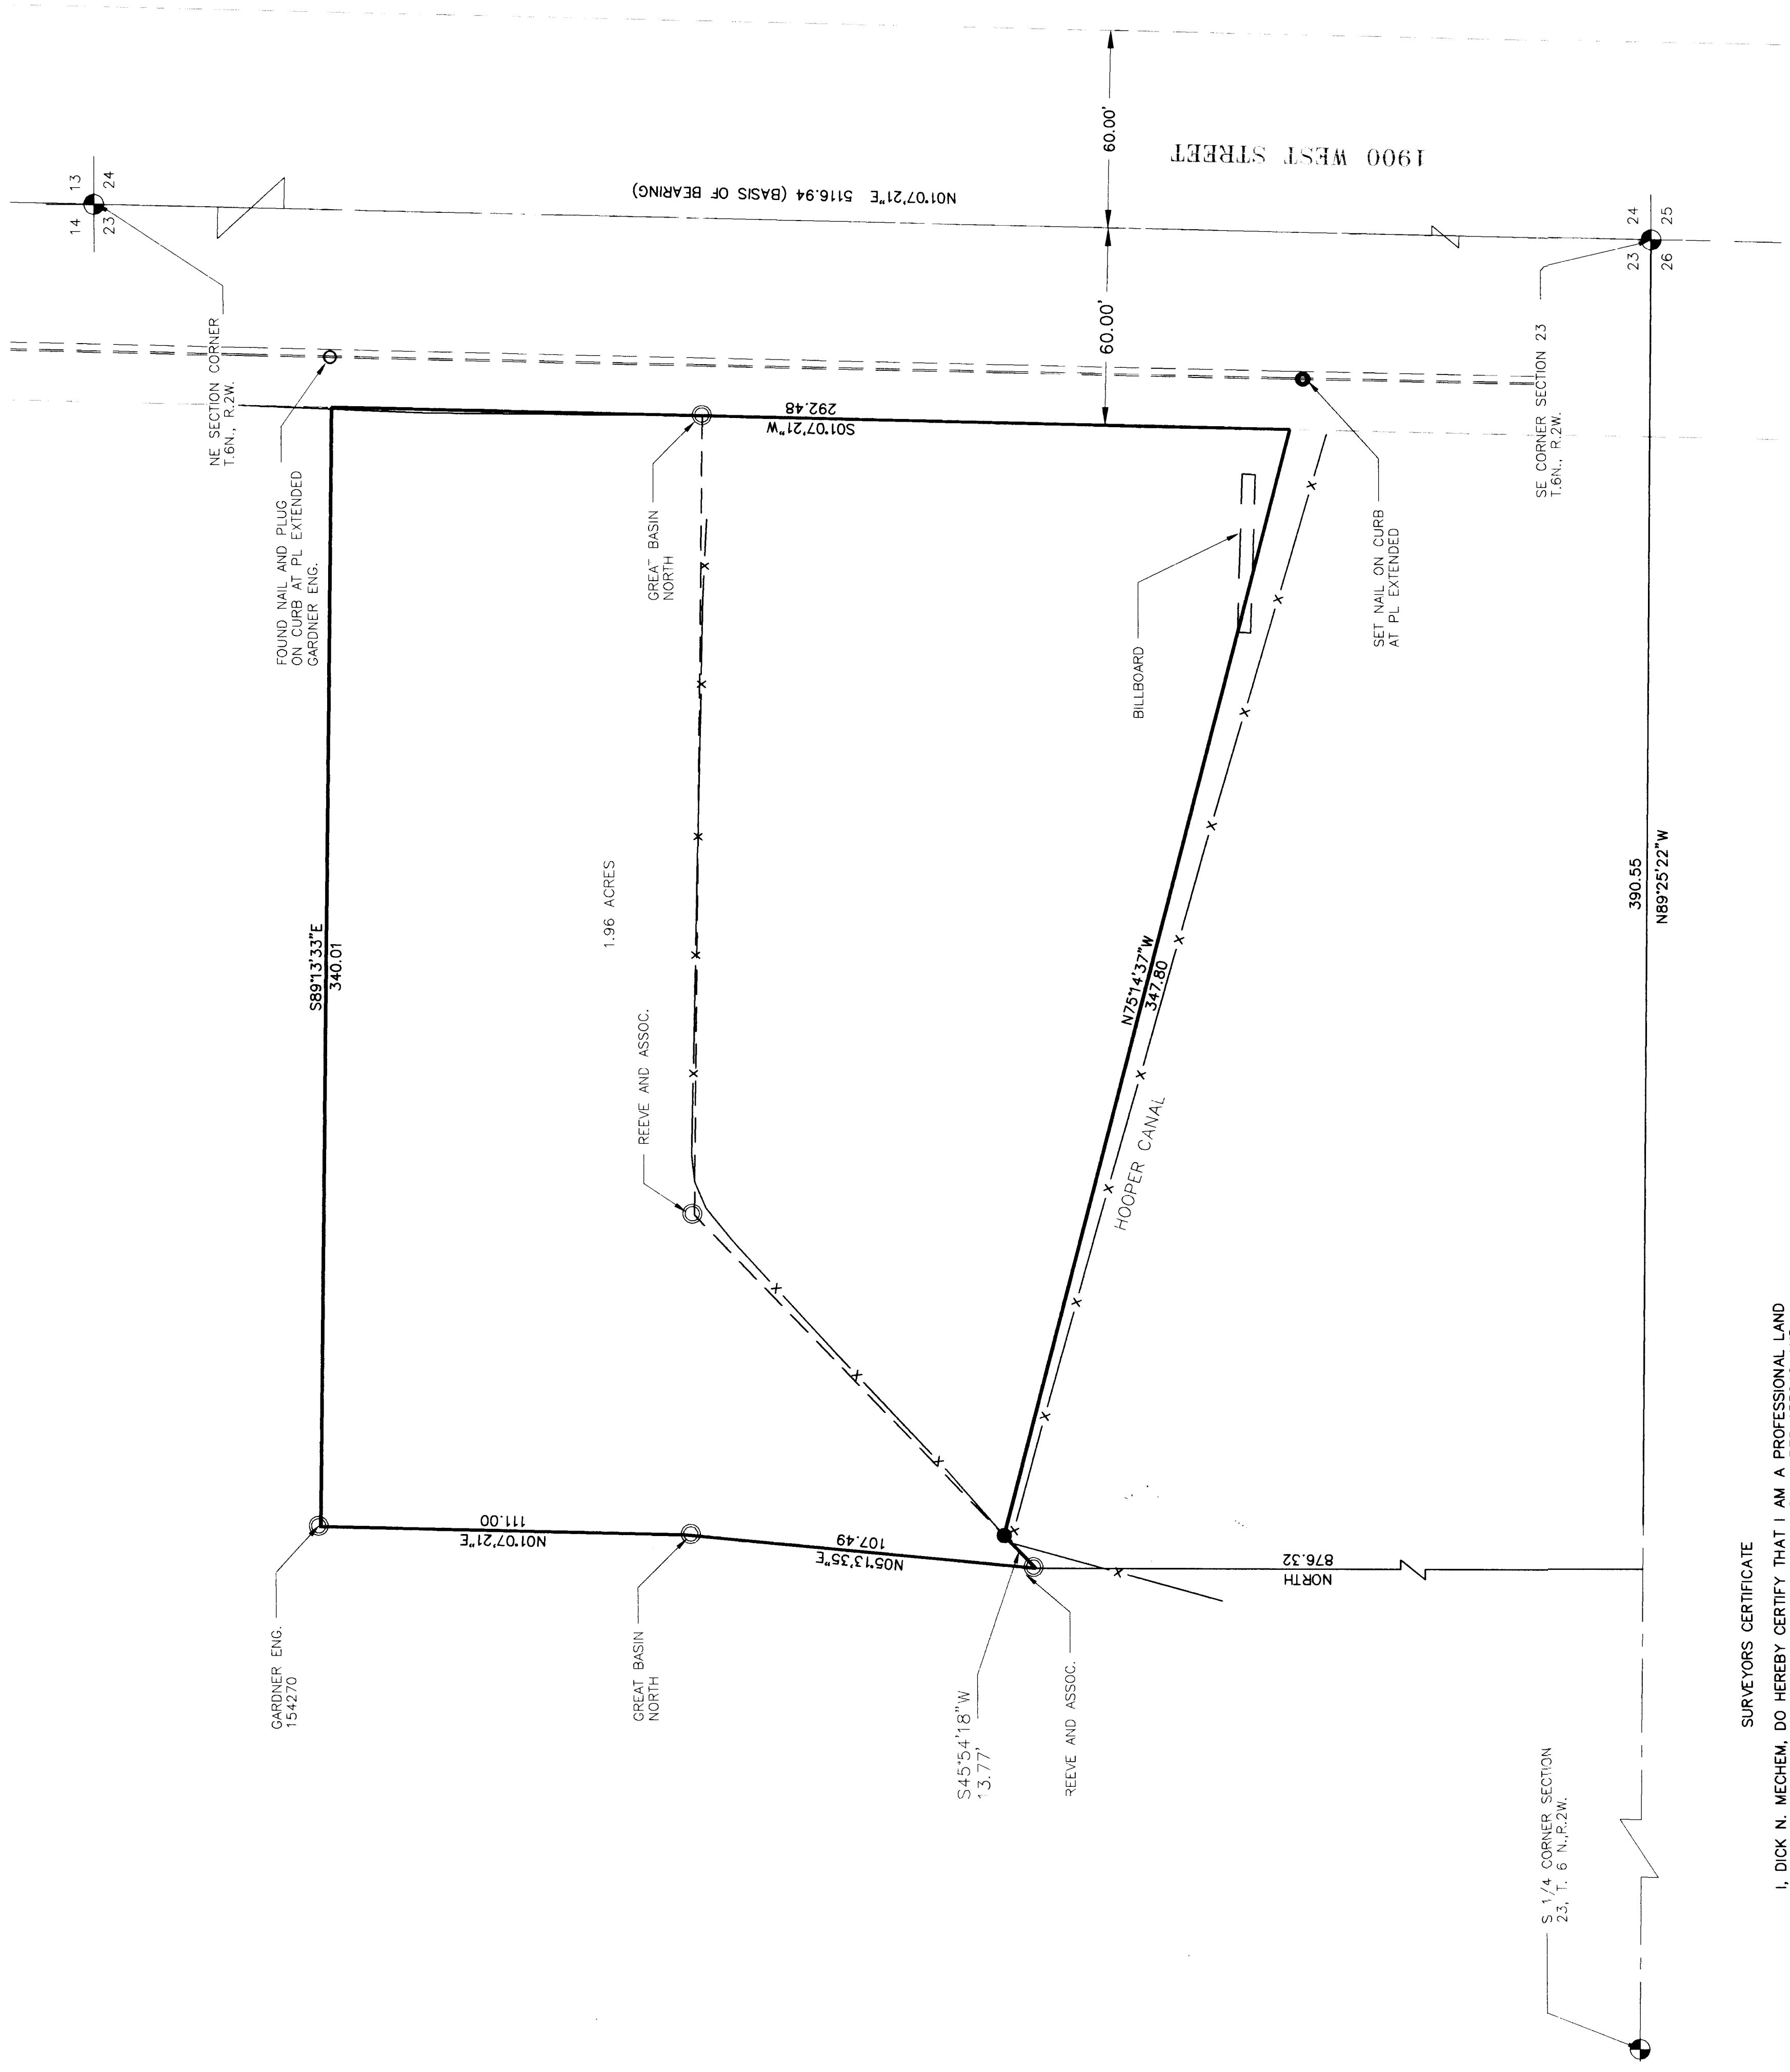 14 13
23 24
NE SECTION CORNER
T.6N., R.2W.
N01°07'21"E 5116.94 (BASIS OF BEARING)
60.00'
1900 WEST STREET
60.00'
FOUND NAIL AND PLUG
ON CURB AT PL EXTENDED
GARDNER ENG.
S89°13'33"E
340.01
GREAT BASIN
NORTH
292.48
S01°07'21"W
1.96 ACRES
REEVE AND ASSOC.
BILLBOARD
SET NAIL ON CURB
AT PL EXTENDED
SE CORNER SECTION 23
T.6N., R.2W.
23 24
26 25
N75°14'37"W
347.80
HOOPER CANAL
GARDNER ENG.
154270
111.00
N01°07'21"E
GREAT BASIN
NORTH
107.49
N05°13'35"E
S45°54'18"W
13.77'
REEVE AND ASSOC.
876.32
NORTH
390.55
N89°25'22"W
S 1/4 CORNER SECTION
23, T. 6 N.,R.2W.
SURVEYORS CERTIFICATE
I, DICK N. MECHEM, DO HEREBY CERTIFY THAT I AM A PROFESSIONAL LAND